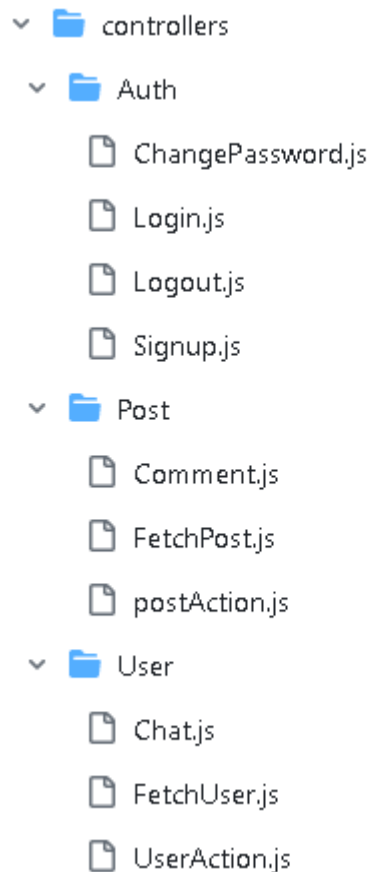 controllers
Auth
ChangePassword.js
Login.js
Logout.js
Signup.js
Post
Comment.js
FetchPost.js
postAction.js
User
Chat.js
FetchUser.js
UserAction.js